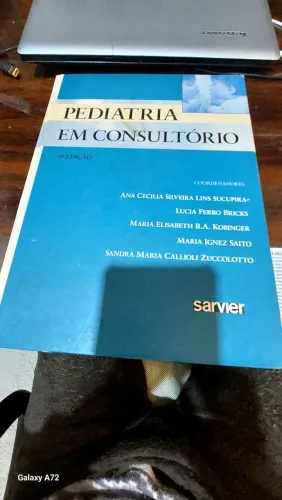 PEDIATRIA
EM CONSULTÓRIO
COORDENADORES
ANA CECILIA SILVEIRA LINS SUCUPIRA
LUCIA FERRO BRICKS
MARIA ELISABETH B.A. KOBINGER
MARIA IGNEZ SAITO
SANDRA MARIA CALLIOLI ZUCCOLOTTO
sarvier
Galaxy A72